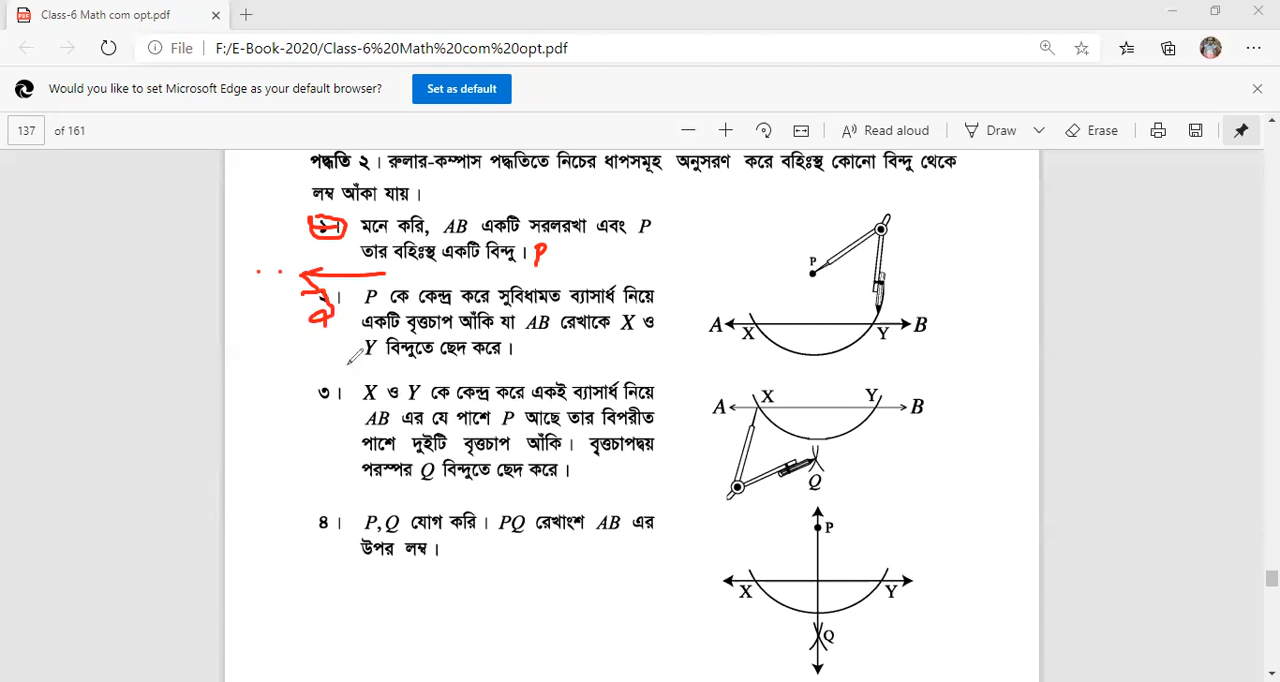 Class-6 Math com opt.pdf
File F:/E-Book-2020/Class-6%20Math%20com%20opt.pdf
Would you like to set Microsoft Edge as your default browser? Set as default
137 of 161 Read aloud Draw Erase
পদ্ধতি ২। রুলার-কম্পাস পদ্ধতিতে নিচের ধাপসমূহ অনুসরণ করে বহিঃস্থ কোনো বিন্দু থেকে
লম্ব আঁকা যায়।
১। মনে করি, AB একটি সরলরখা এবং P
তার বহিঃস্থ একটি বিন্দু। P
২। P কে কেন্দ্র করে সুবিধামত ব্যাসার্ধ নিয়ে
একটি বৃত্তচাপ আঁকি যা AB রেখাকে X ও
Y বিন্দুতে ছেদ করে।
P
A X Y B
৩। X ও Y কে কেন্দ্র করে একই ব্যাসার্ধ নিয়ে
AB এর যে পাশে P আছে তার বিপরীত
পাশে দুইটি বৃত্তচাপ আঁকি। বৃত্তচাপদ্বয়
পরস্পর Q বিন্দুতে ছেদ করে।
A X Y B
Q
৪। P, Q যোগ করি। PQ রেখাংশ AB এর
উপর লম্ব।
P
X Y
Q